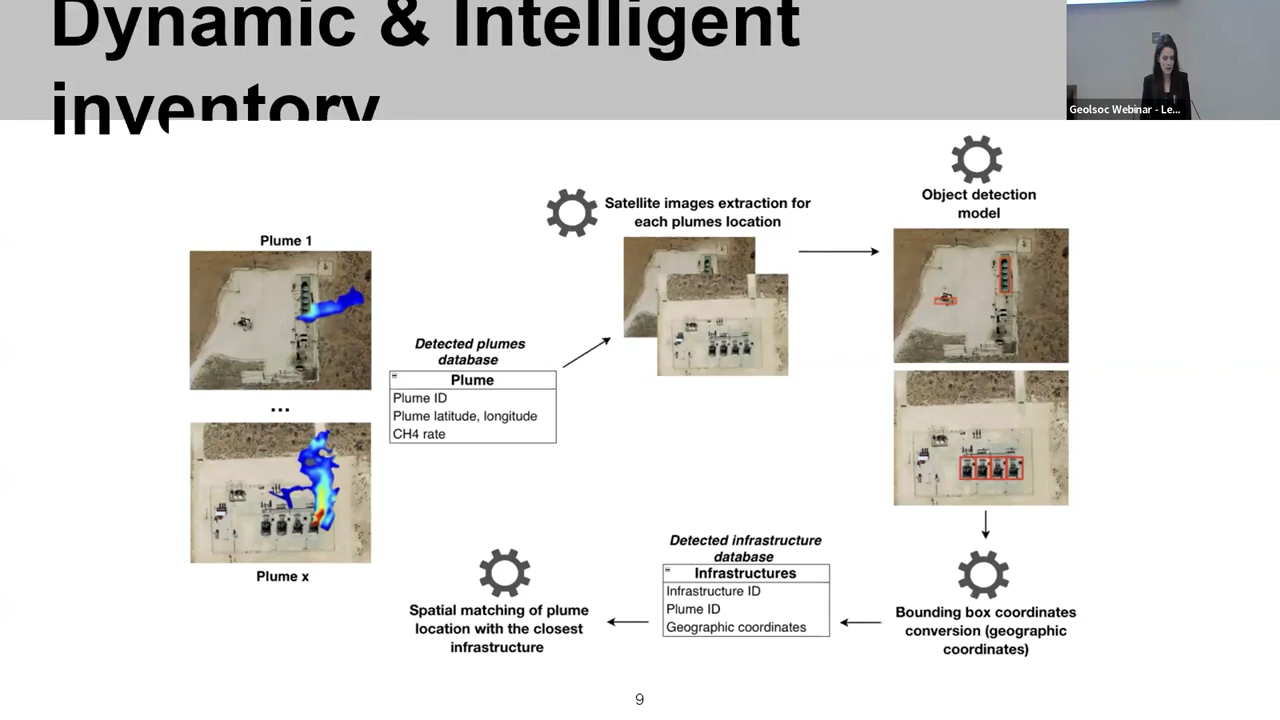 Dynamic & Intelligent
inventory
Geolsoc Webinar - Le...
Plume 1
...
Plume x
Detected plumes
database
Plume
Plume ID
Plume latitude, longitude
CH4 rate
Satellite images extraction for
each plumes location
Object detection
model
Bounding box coordinates
conversion (geographic
coordinates)
Detected infrastructure
database
Infrastructures
Infrastructure ID
Plume ID
Geographic coordinates
Spatial matching of plume
location with the closest
infrastructure
9